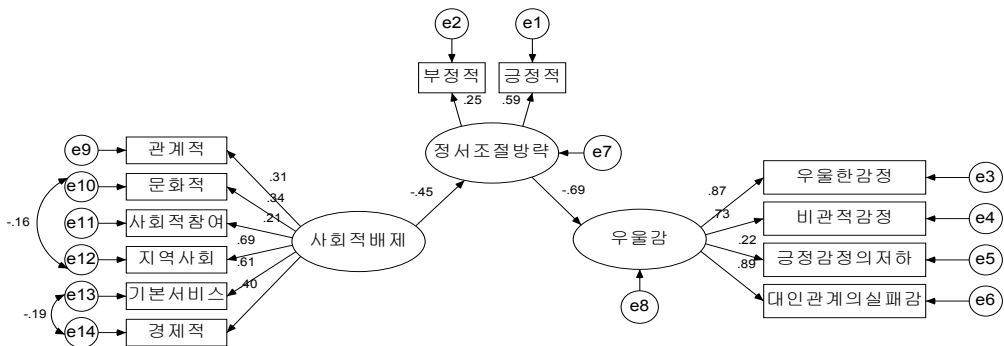 e2 e1
부정적 긍정적
.25 .59
정서조절방략 e7
-.45 -.69
e9 관계적
.31
e10 문화적
.34
-.16
e11 사회적참여
.21
e12 지역사회
.69
e13 기본서비스
.61
-.19
e14 경제적
.40
사회적배제
우울감
e8
.87
우울한감정 e3
.73
비관적감정 e4
.22
긍정감정의저하 e5
.89
대인관계의실패감 e6